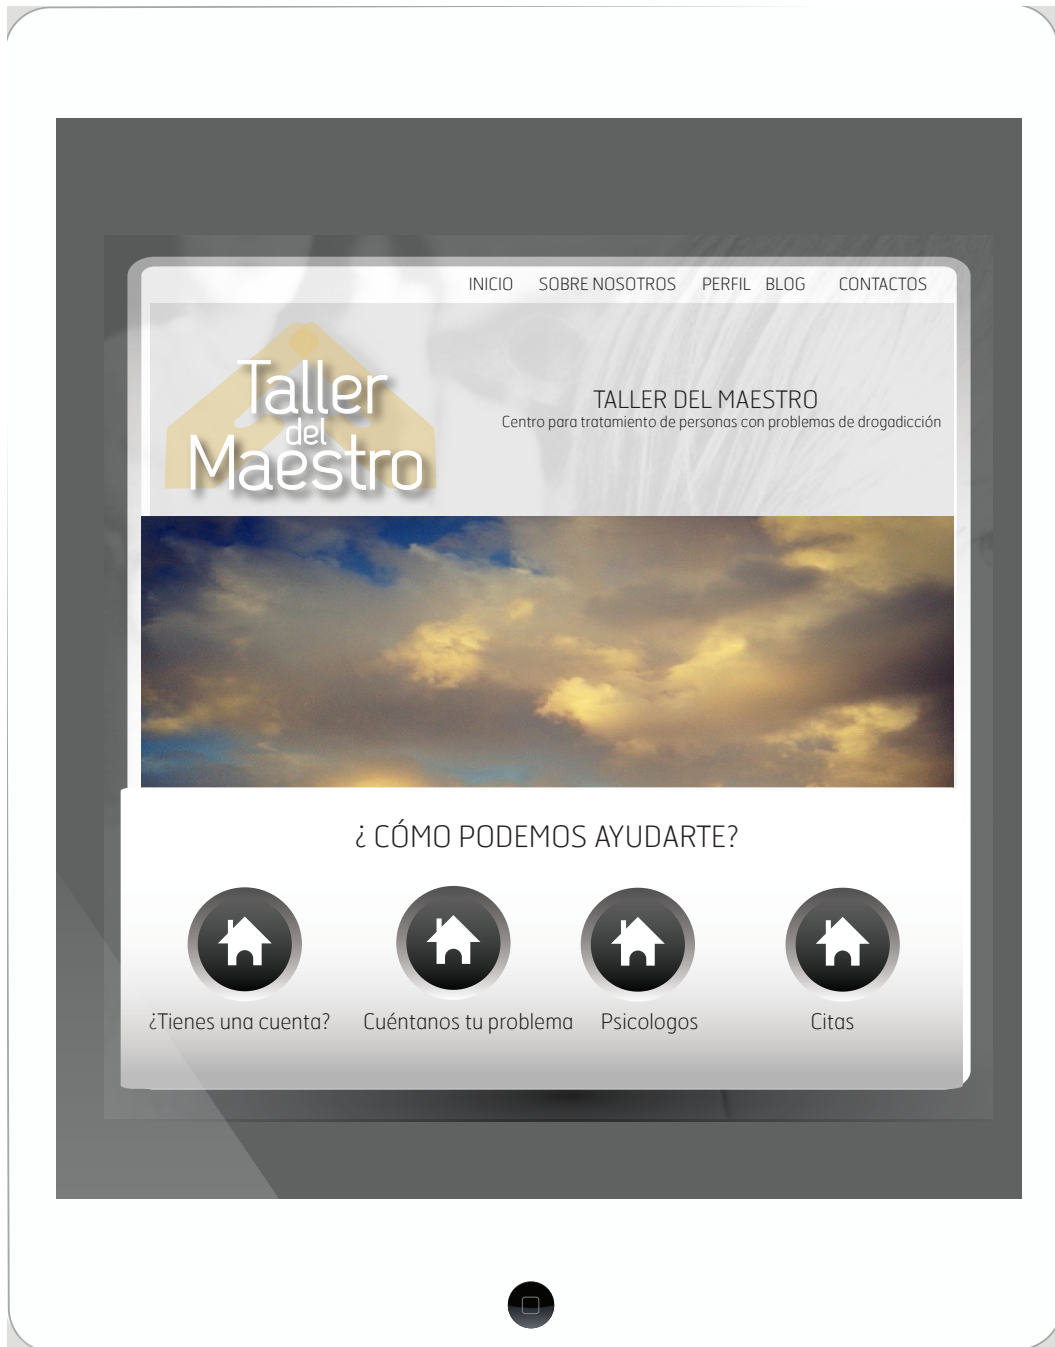 INICIO SOBRE NOSOTROS PERFIL BLOG CONTACTOS
Taller
del
Maestro
TALLER DEL MAESTRO
Centro para tratamiento de personas con problemas de drogadicción
¿ CÓMO PODEMOS AYUDARTE?
¿Tienes una cuenta? Cuéntanos tu problema Psicologos Citas